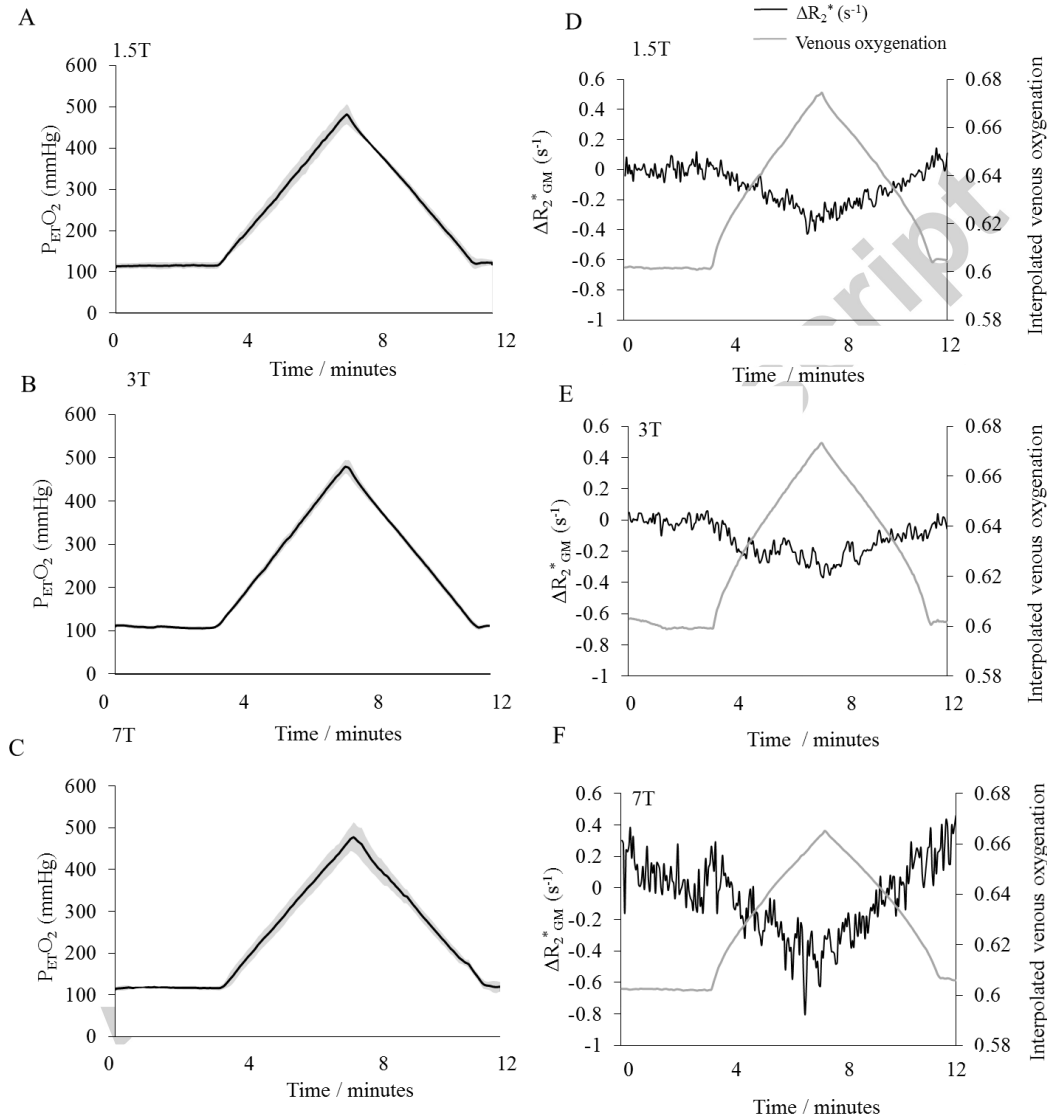 A
1.5T
600
500
400
300
200
100
0
P_ETO₂ (mmHg)
4
8
12
Time / minutes
D
1.5T
ΔR₂* (s⁻¹)
Venous oxygenation
0.6
0.4
0.2
0
-0.2
-0.4
-0.6
-0.8
-1
ΔR₂*_GM (s⁻¹)
0.68
0.66
0.64
0.62
0.6
0.58
Interpolated venous oxygenation
0
4
8
12
Time / minutes
B
3T
600
500
400
300
200
100
0
P_ETO₂ (mmHg)
0
4
8
12
Time / minutes
E
3T
0.6
0.4
0.2
0
-0.2
-0.4
-0.6
-0.8
-1
ΔR₂*_GM (s⁻¹)
0.68
0.66
0.64
0.62
0.6
0.58
Interpolated venous oxygenation
0
4
8
12
Time / minutes
C
7T
600
500
400
300
200
100
0
P_ETO₂ (mmHg)
0
4
8
12
Time / minutes
F
7T
0.6
0.4
0.2
0
-0.2
-0.4
-0.6
-0.8
-1
ΔR₂*_GM (s⁻¹)
0.68
0.66
0.64
0.62
0.6
0.58
Interpolated venous oxygenation
0
4
8
12
Time / minutes
cript